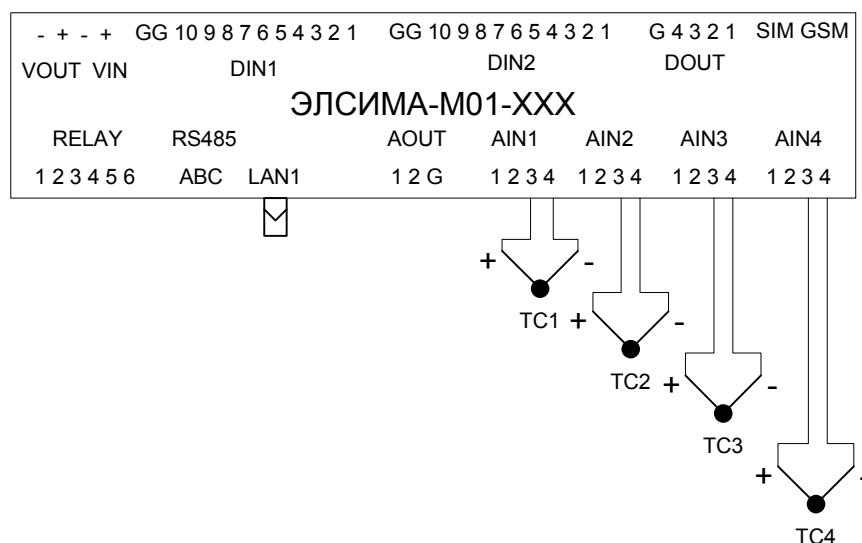 - + - + GG 10 9 8 7 6 5 4 3 2 1 GG 10 9 8 7 6 5 4 3 2 1 G 4 3 2 1 SIM GSM
VOUT VIN DIN1 DIN2 DOUT
ЭЛСИМА-M01-XXX
RELAY RS485 AOUT AIN1 AIN2 AIN3 AIN4
1 2 3 4 5 6 ABC LAN1 1 2 G 1 2 3 4 1 2 3 4 1 2 3 4 1 2 3 4
+ -
TC1 + -
TC2 + -
TC3
+ -
TC4